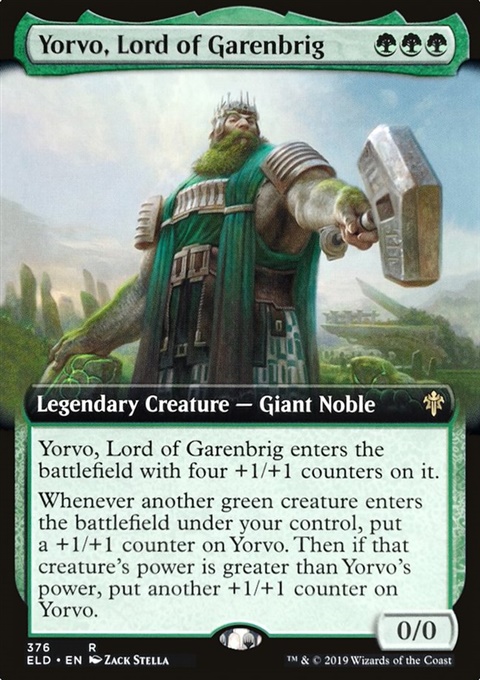 Yorvo, Lord of Garenbrig
Legendary Creature — Giant Noble
Yorvo, Lord of Garenbrig enters the
battlefield with four +1/+1 counters on it.
Whenever another green creature enters
the battlefield under your control, put
a +1/+1 counter on Yorvo. Then if that
creature's power is greater than Yorvo's
power, put another +1/+1 counter on
Yorvo.
0/0
376 R
ELD • EN Zack Stella
™ & © 2019 Wizards of the Coast